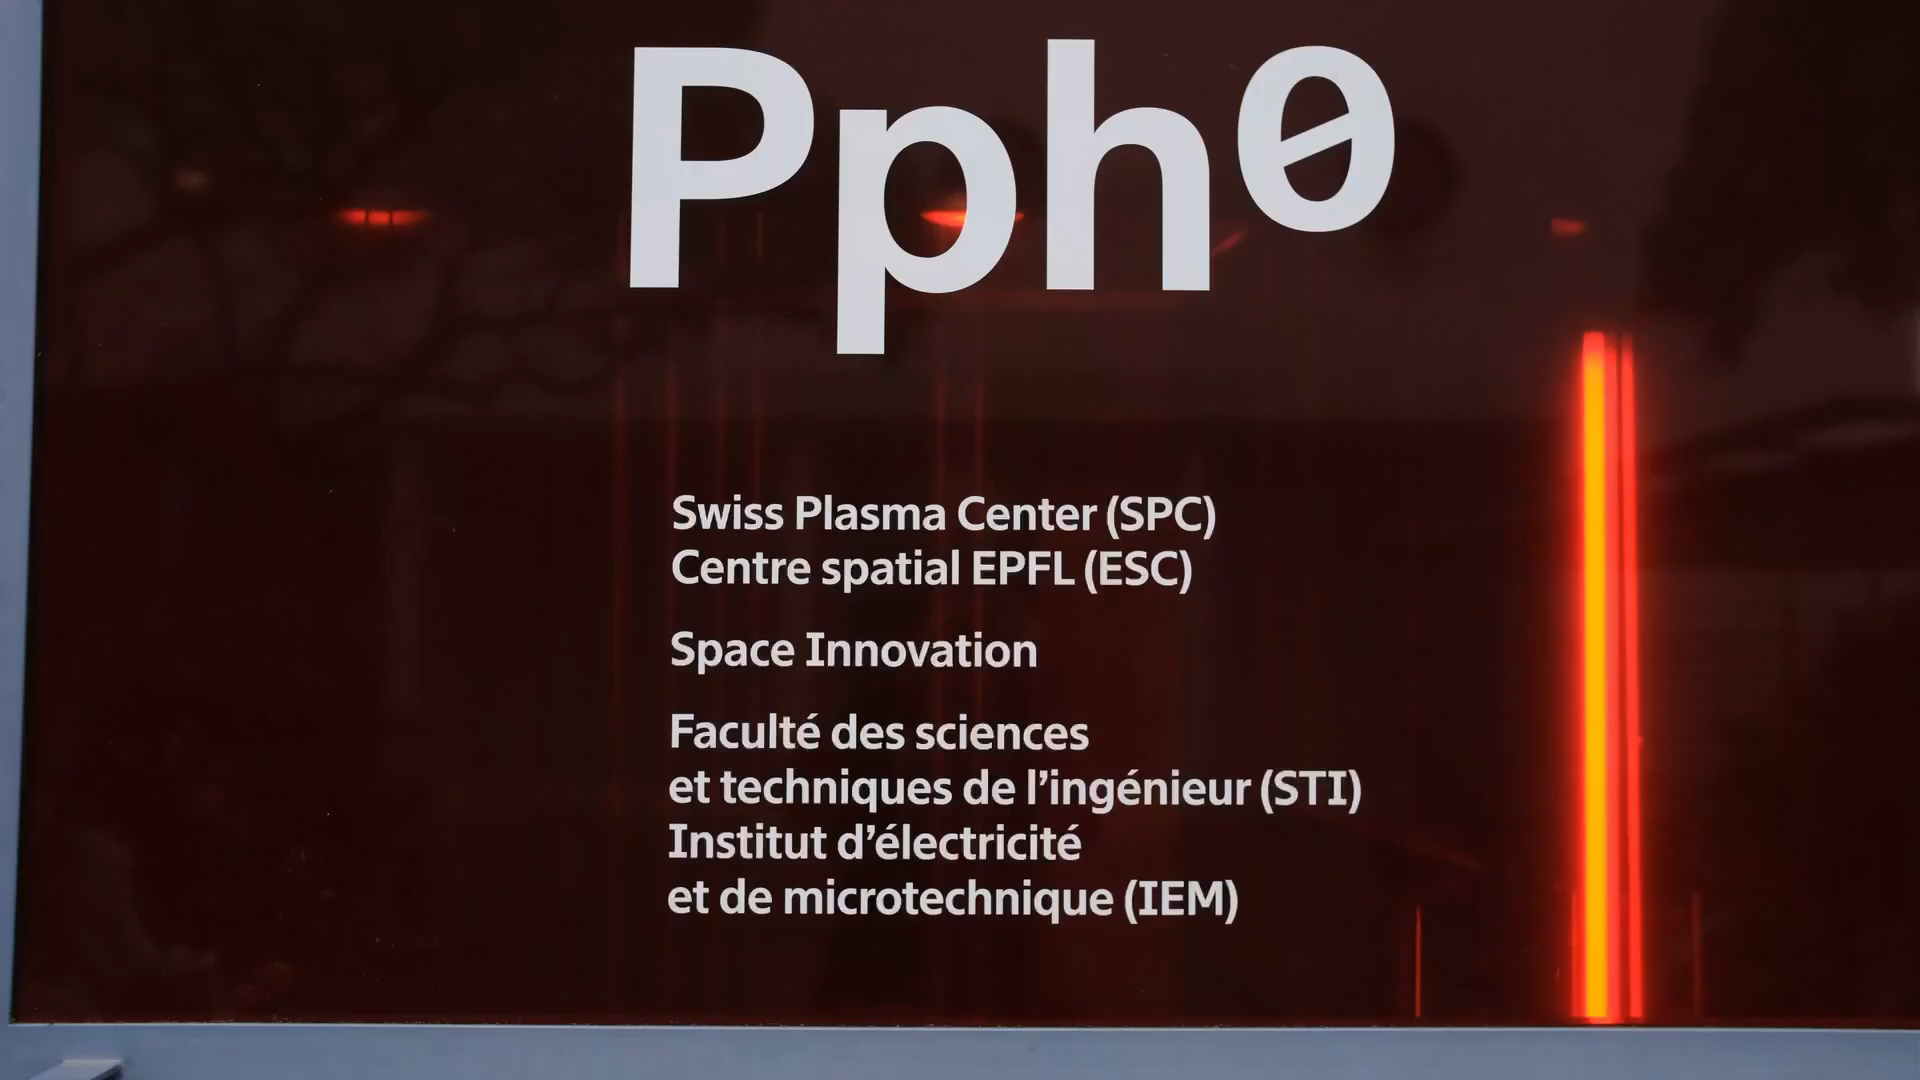 Pph0
Swiss Plasma Center (SPC)
Centre spatial EPFL (ESC)
Space Innovation
Faculté des sciences
et techniques de l’ingénieur (STI)
Institut d’électricité
et de microtechnique (IEM)